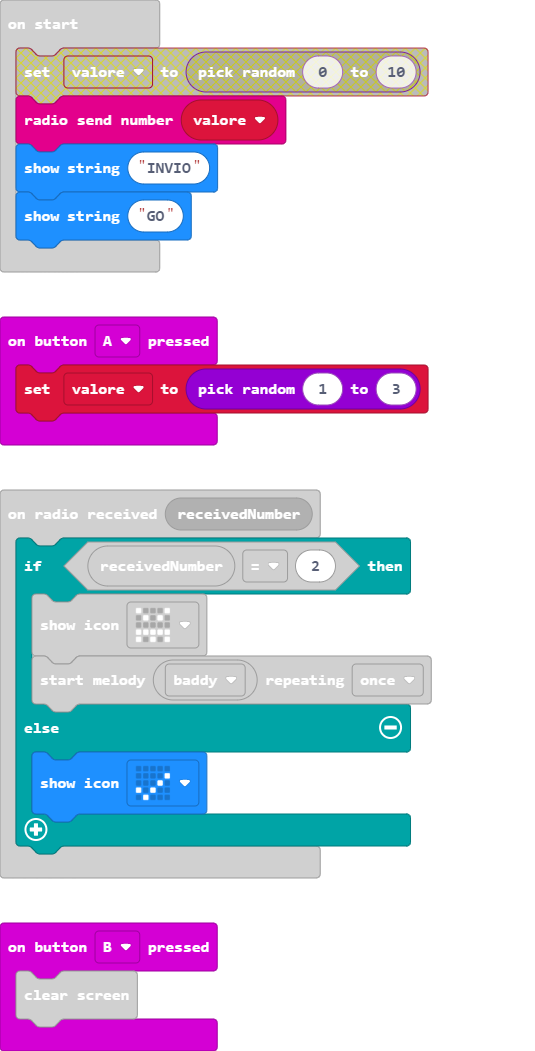 on start
set valore to pick random 0 to 10
radio send number valore
show string "INVIO"
show string "GO"
on button A pressed
set valore to pick random 1 to 3
on radio received receivedNumber
if receivedNumber = 2 then
show icon
start melody baddy repeating once
else
show icon
on button B pressed
clear screen